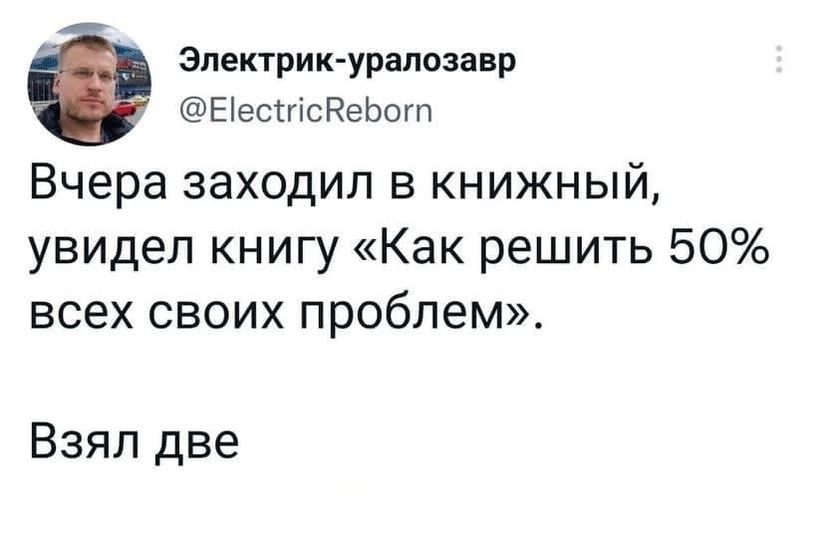 Электрик-уралозавр
@ElectricReborn
Вчера заходил в книжный,
увидел книгу «Как решить 50%
всех своих проблем».
Взял две